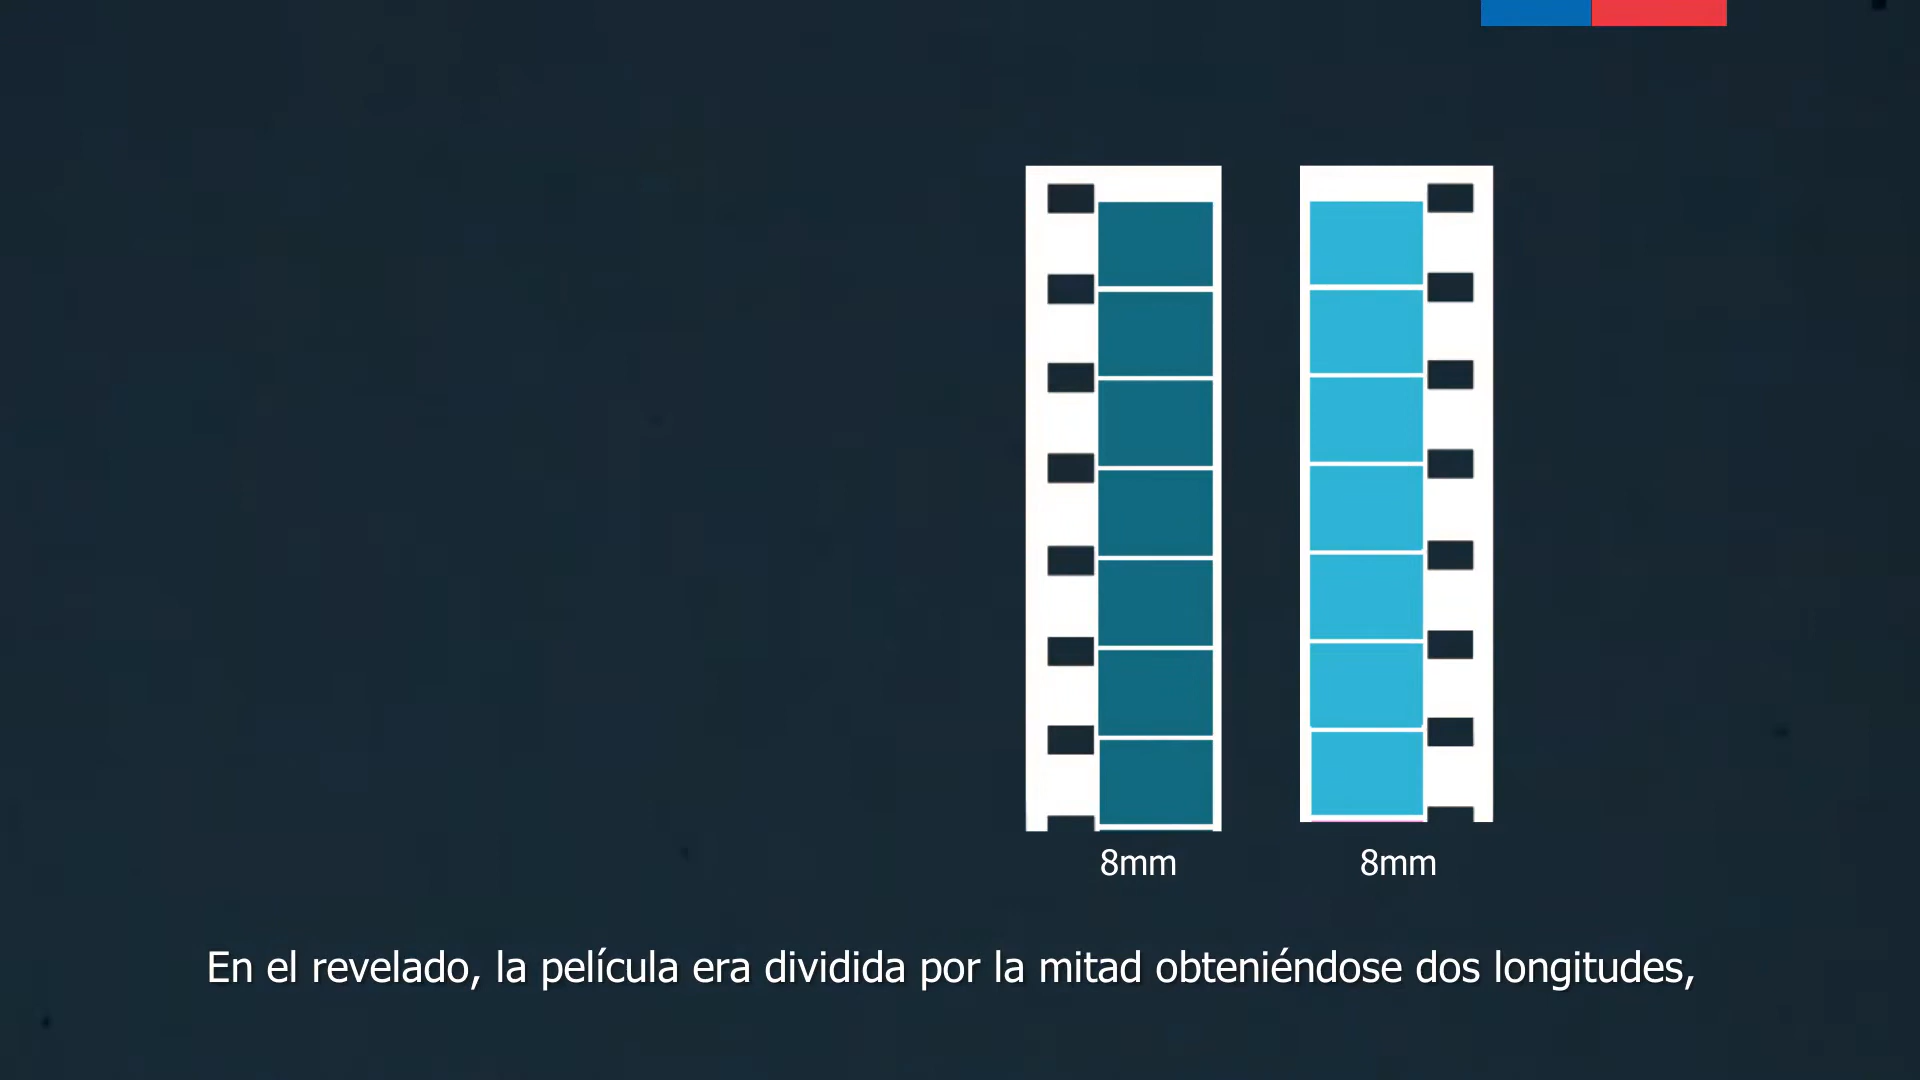 8mm
8mm
En el revelado, la película era dividida por la mitad obteniéndose dos longitudes,